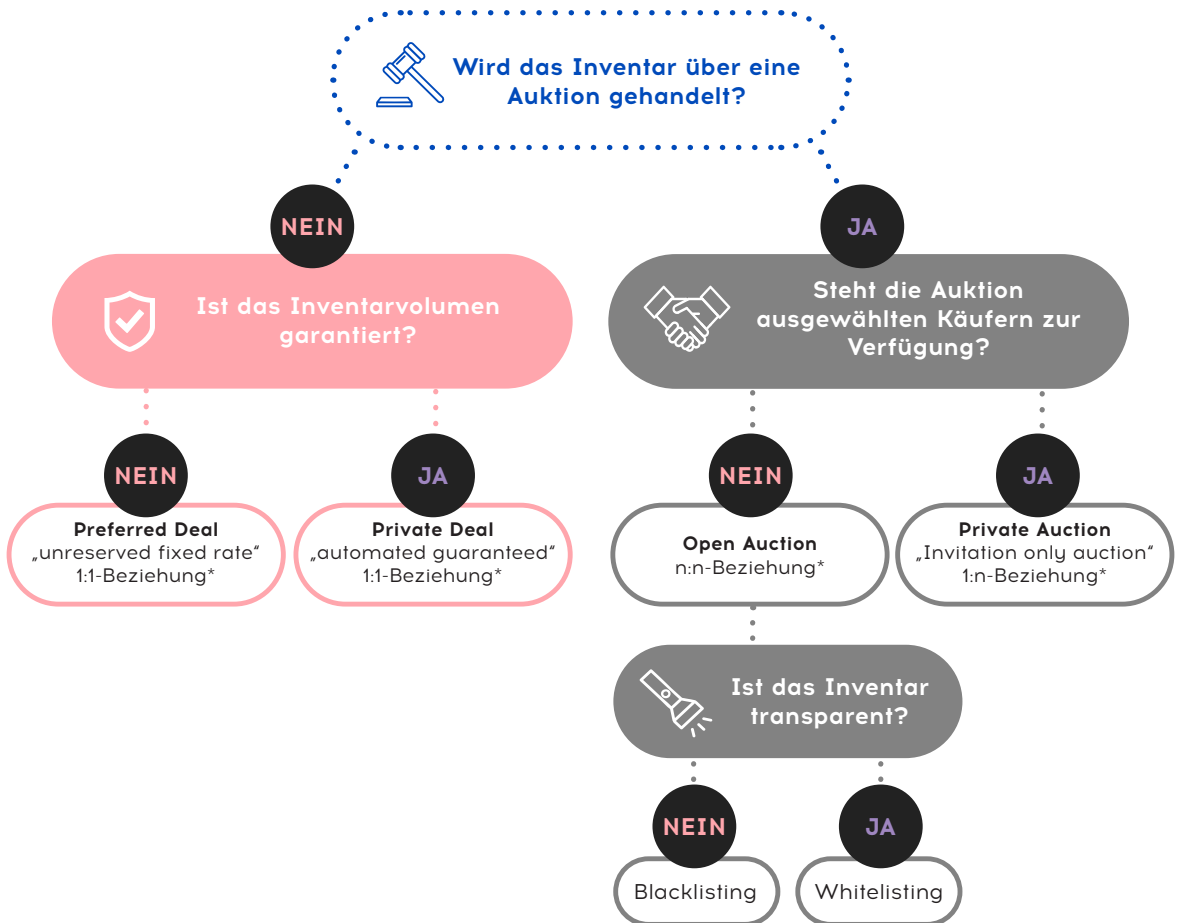 Wird das Inventar über eine
Auktion gehandelt?
NEIN
JA
Ist das Inventarvolumen
garantiert?
Steht die Auktion
ausgewählten Käufern zur
Verfügung?
NEIN
JA
NEIN
JA
Preferred Deal
„unreserved fixed rate“
1:1-Beziehung*
Private Deal
„automated guaranteed“
1:1-Beziehung*
Open Auction
n:n-Beziehung*
Private Auction
„Invitation only auction“
1:n-Beziehung*
Ist das Inventar
transparent?
NEIN
JA
Blacklisting
Whitelisting